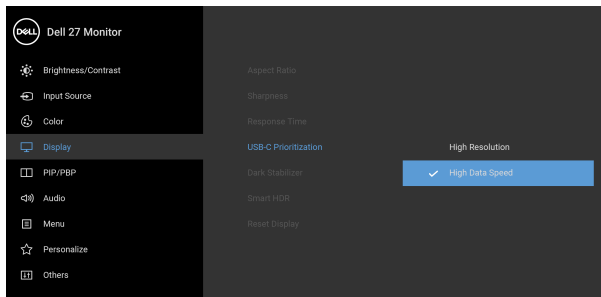 DELL
Dell 27 Monitor
Brightness/Contrast
Aspect Ratio
Input Source
Sharpness
Color
Response Time
Display
USB-C Prioritization
High Resolution
PIP/PBP
Dark Stabilizer
High Data Speed
Audio
Smart HDR
Menu
Reset Display
Personalize
Others